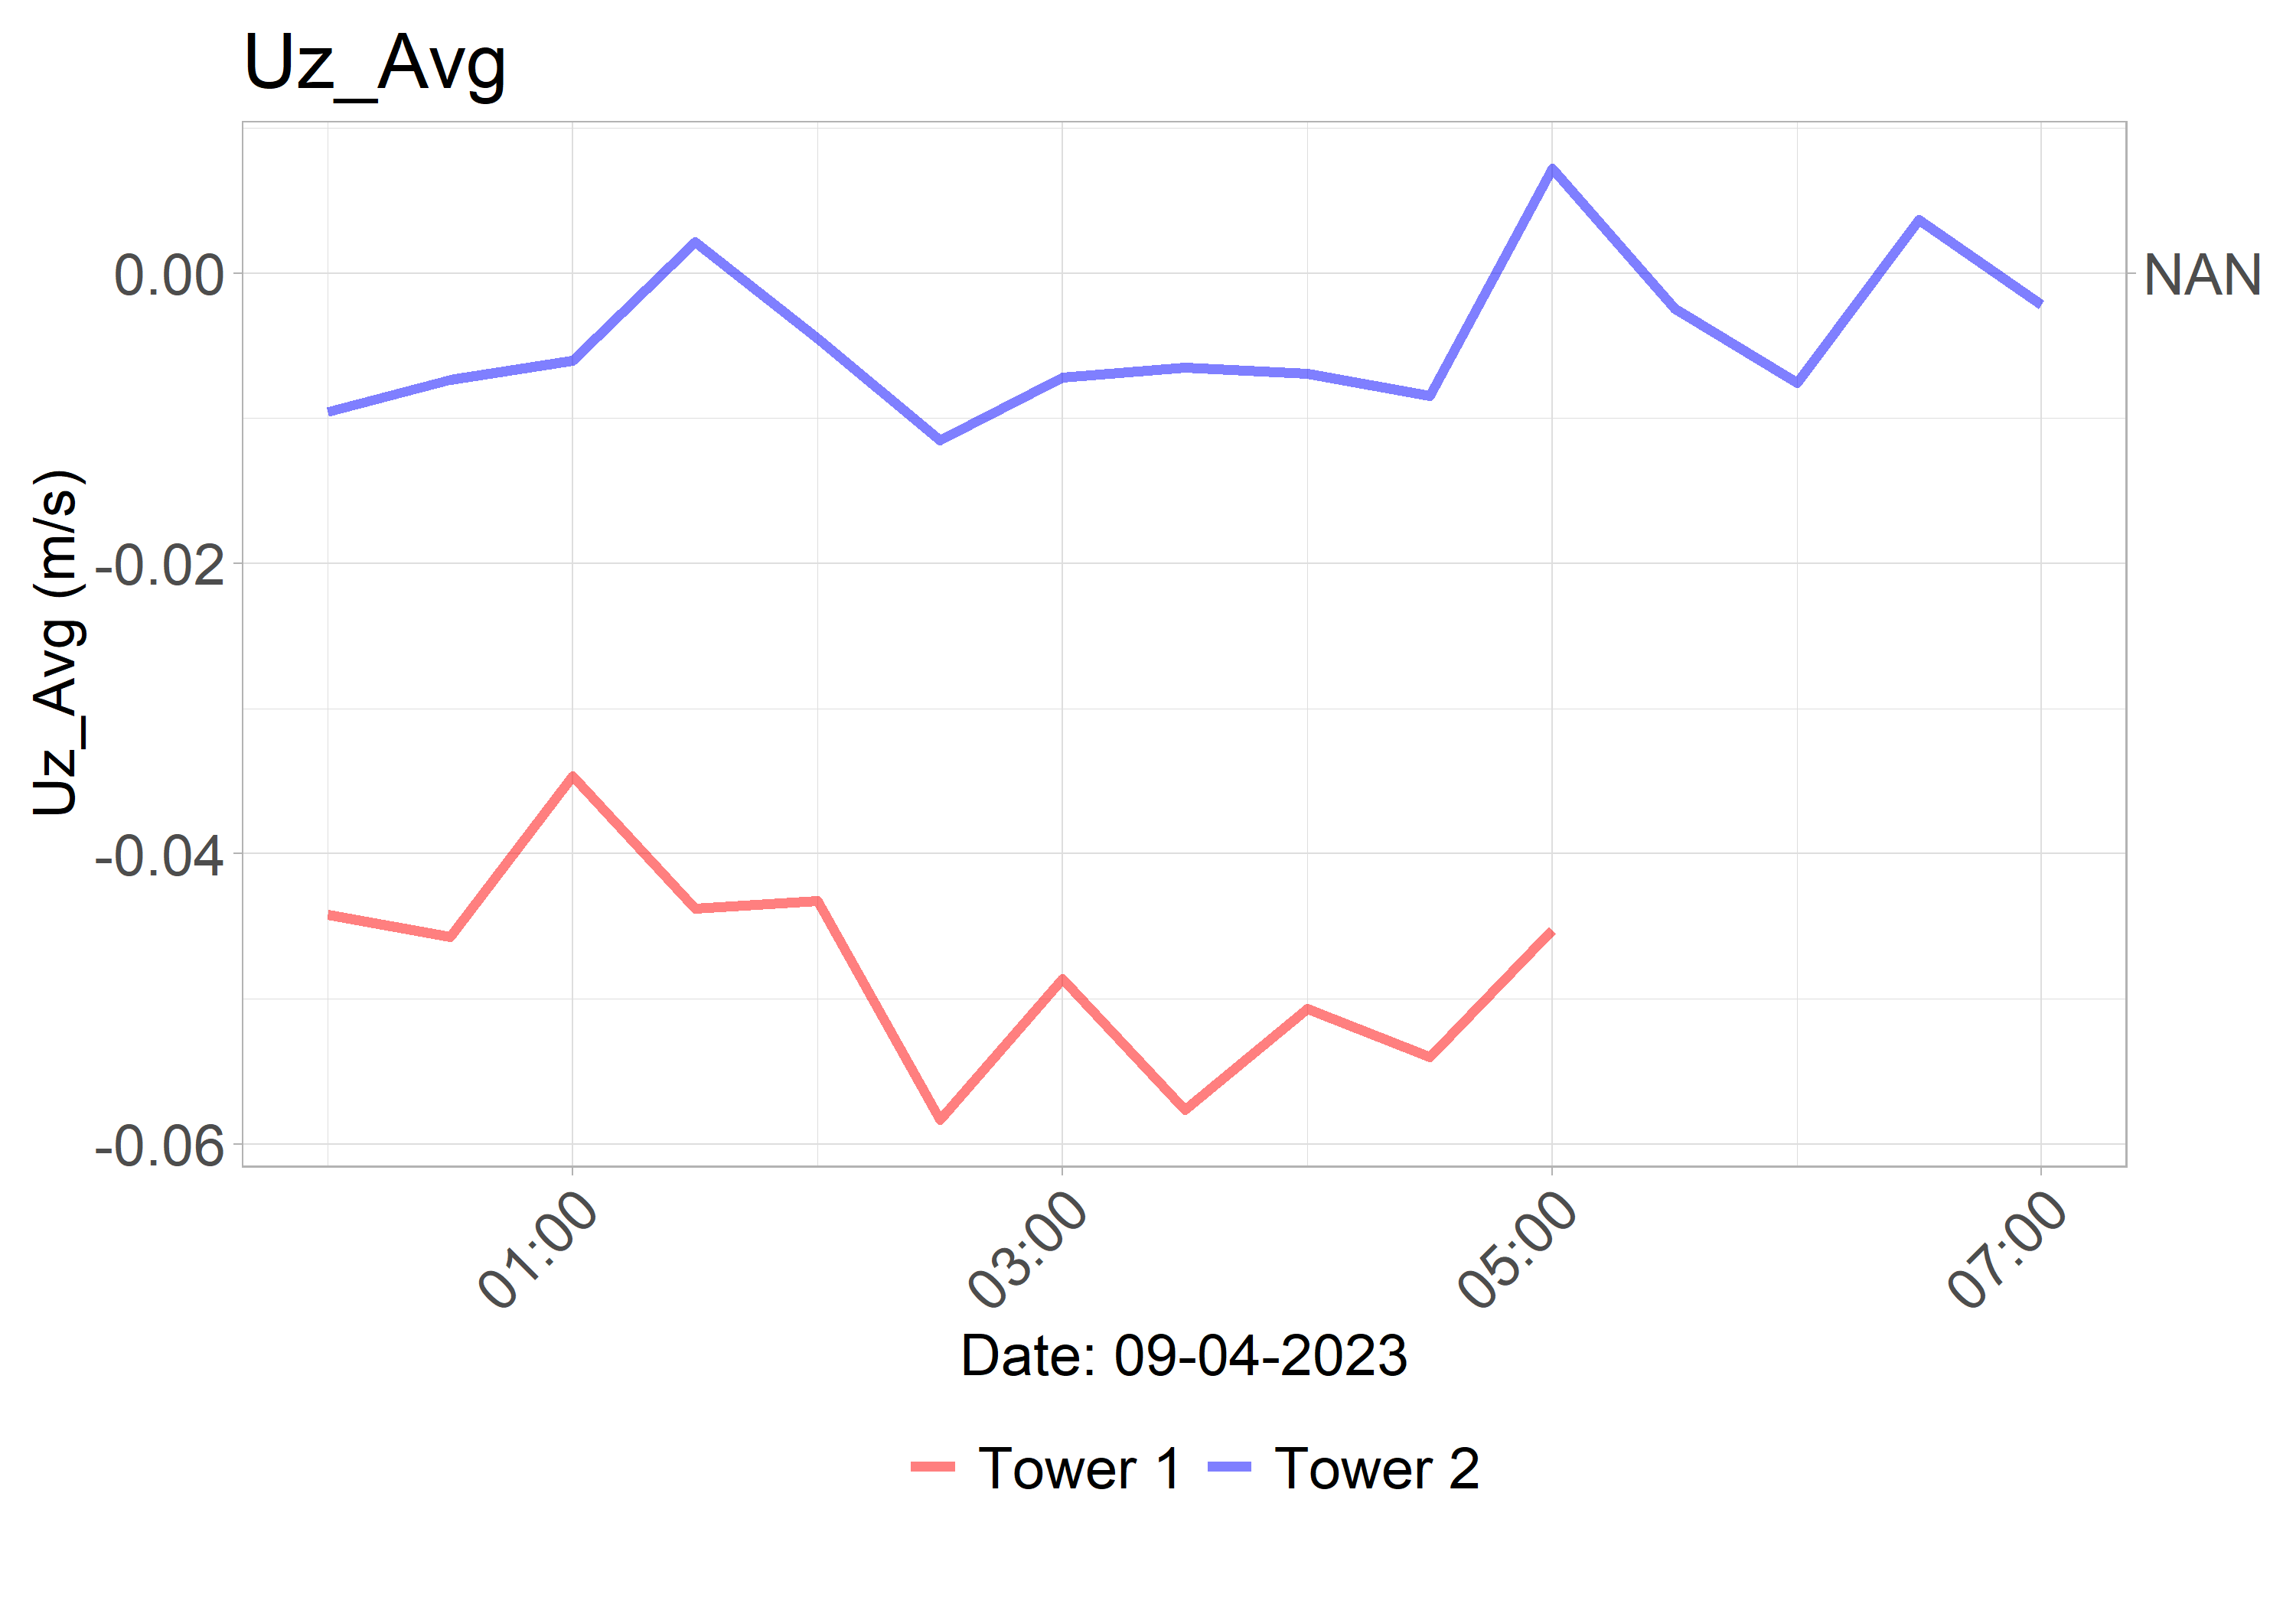 Uz_Avg
Uz_Avg (m/s)
0.00
-0.02
-0.04
-0.06
NAN
01:00
03:00
05:00
07:00
Date: 09-04-2023
Tower 1
Tower 2